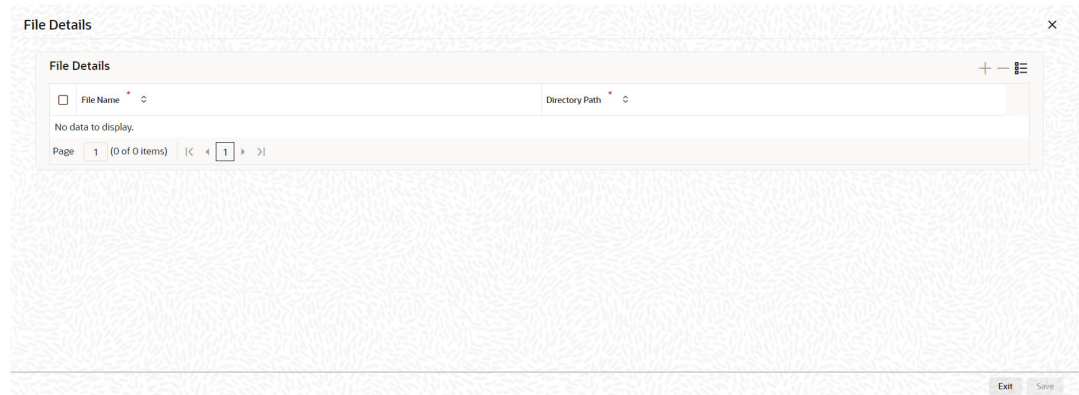 File Details
File Details
File Name *
Directory Path *
No data to display.
Page 1 (0 of 0 items) 1
Exit Save